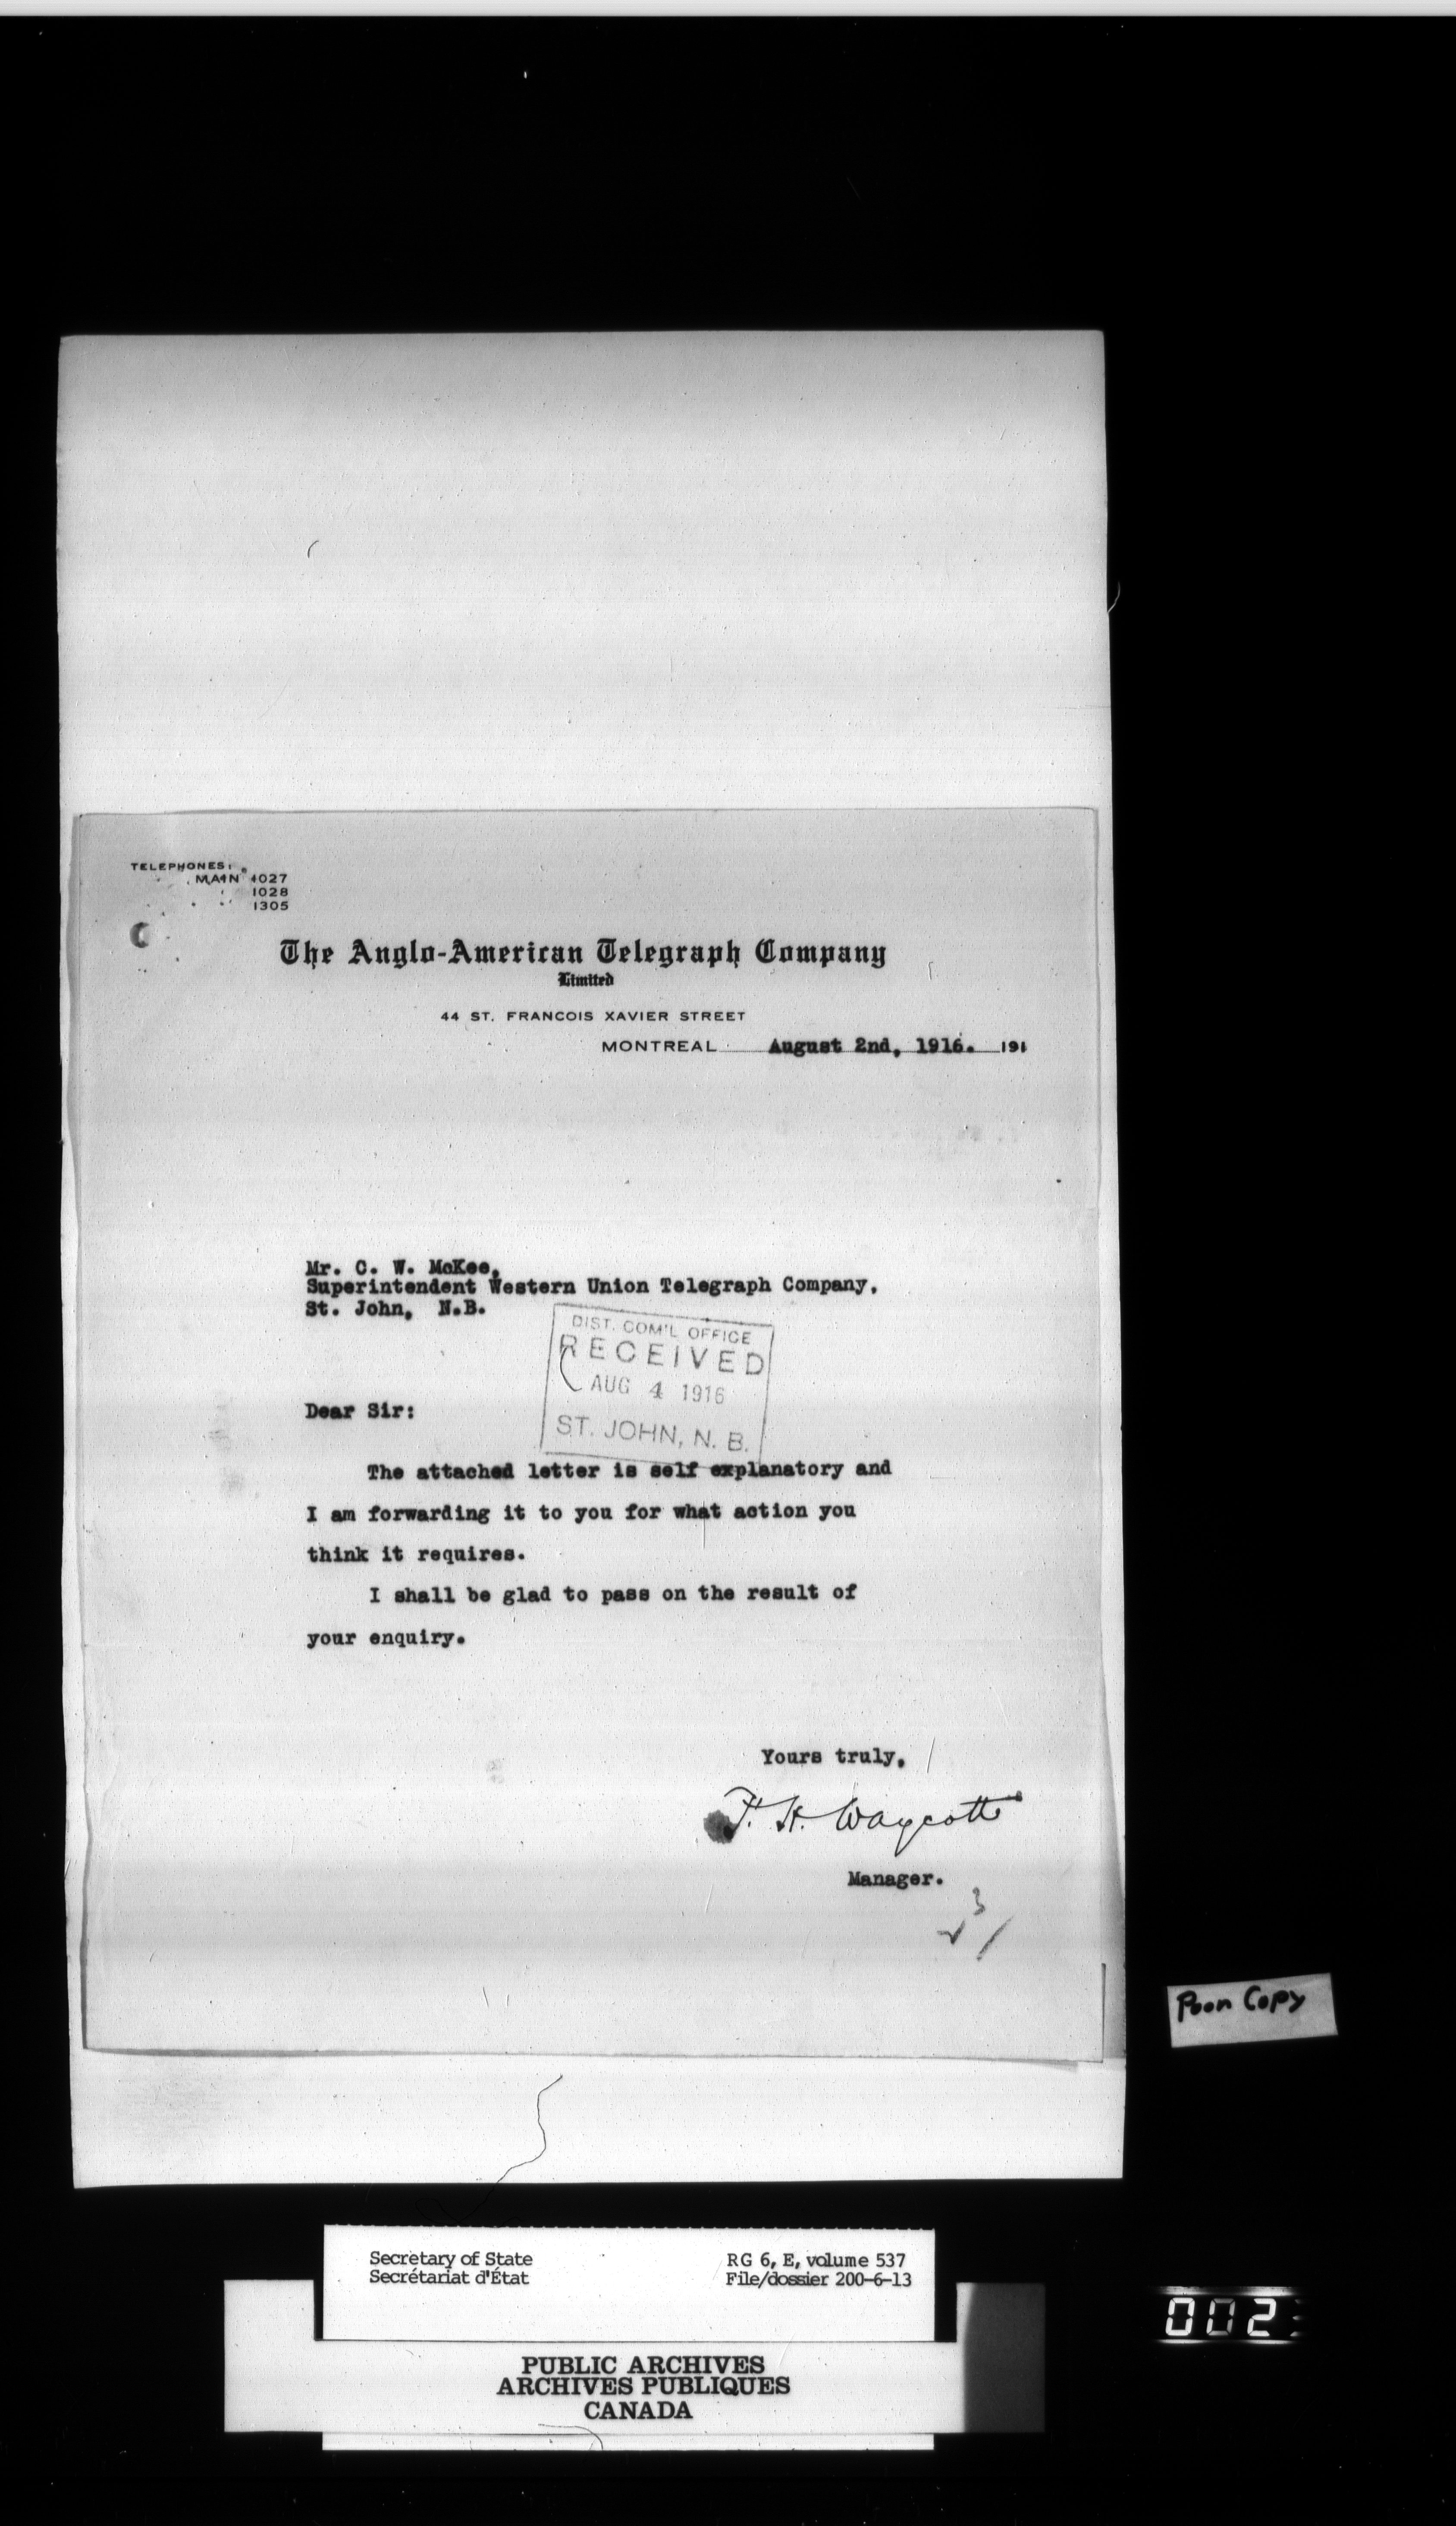 TELEPHONES:
MAIN 4027
1028
1305
The Anglo-American Telegraph Company
Limited
44 ST. FRANCOIS XAVIER STREET
MONTREAL August 2nd, 1916. 191
Mr. C. W. McKee,
Superintendent Western Union Telegraph Company,
St. John, N.B.
DIST. COM'L OFFICE
RECEIVED
AUG 4 1916
ST. JOHN, N. B.
Dear Sir:
The attached letter is self explanatory and
I am forwarding it to you for what action you
think it requires.
I shall be glad to pass on the result of
your enquiry.
Yours truly,
F. H. Waycott
Manager.
Poor Copy
Secretary of State
Secrétariat d'État
RG 6, E, volume 537
File/dossier 200-6-13
002
PUBLIC ARCHIVES
ARCHIVES PUBLIQUES
CANADA